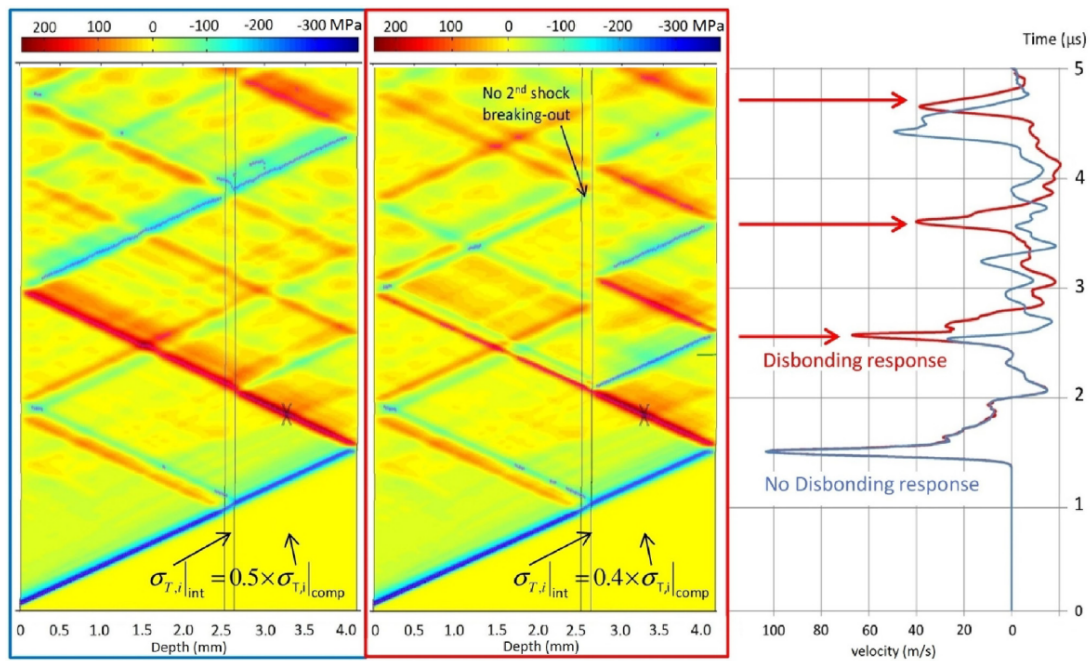 200 100 0 -100 -200 -300 MPa
200 100 0 -100 -200 -300 MPa
Time (μs)
No 2nd shock
breaking-out
5
4
3
Disbonding response
2
No Disbonding response
1
σT,i|int = 0.5×σT,i|comp
σT,i|int = 0.4×σT,i|comp
0
0 0.5 1.0 1.5 2.0 2.5 3.0 3.5 4.0
Depth (mm)
0 0.5 1.0 1.5 2.0 2.5 3.0 3.5 4.0
Depth (mm)
100 80 60 40 20 0
velocity (m/s)